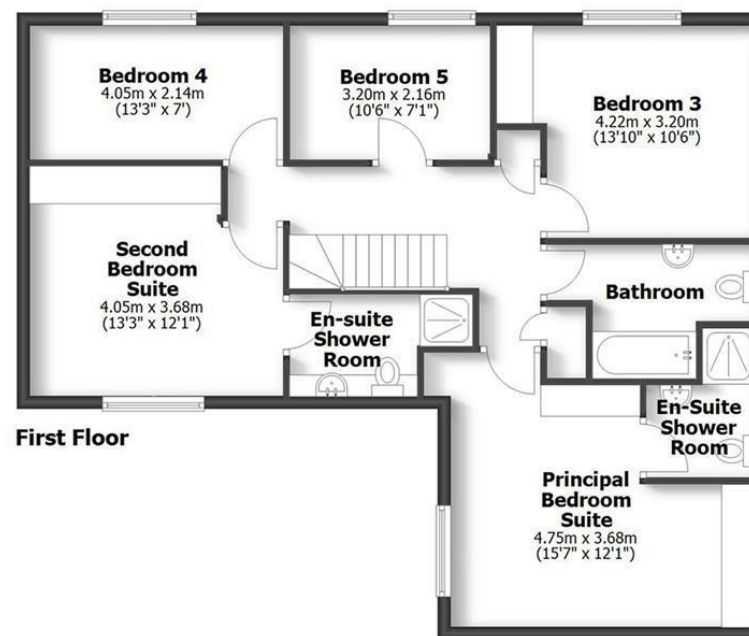 Bedroom 4
4.05m x 2.14m
(13'3" x 7')
Bedroom 5
3.20m x 2.16m
(10'6" x 7'1")
Bedroom 3
4.22m x 3.20m
(13'10" x 10'6")
Second
Bedroom
Suite
4.05m x 3.68m
(13'3" x 12'1")
En-suite
Shower
Room
Bathroom
En-Suite
Shower
Room
First Floor
Principal
Bedroom
Suite
4.75m x 3.68m
(15'7" x 12'1")